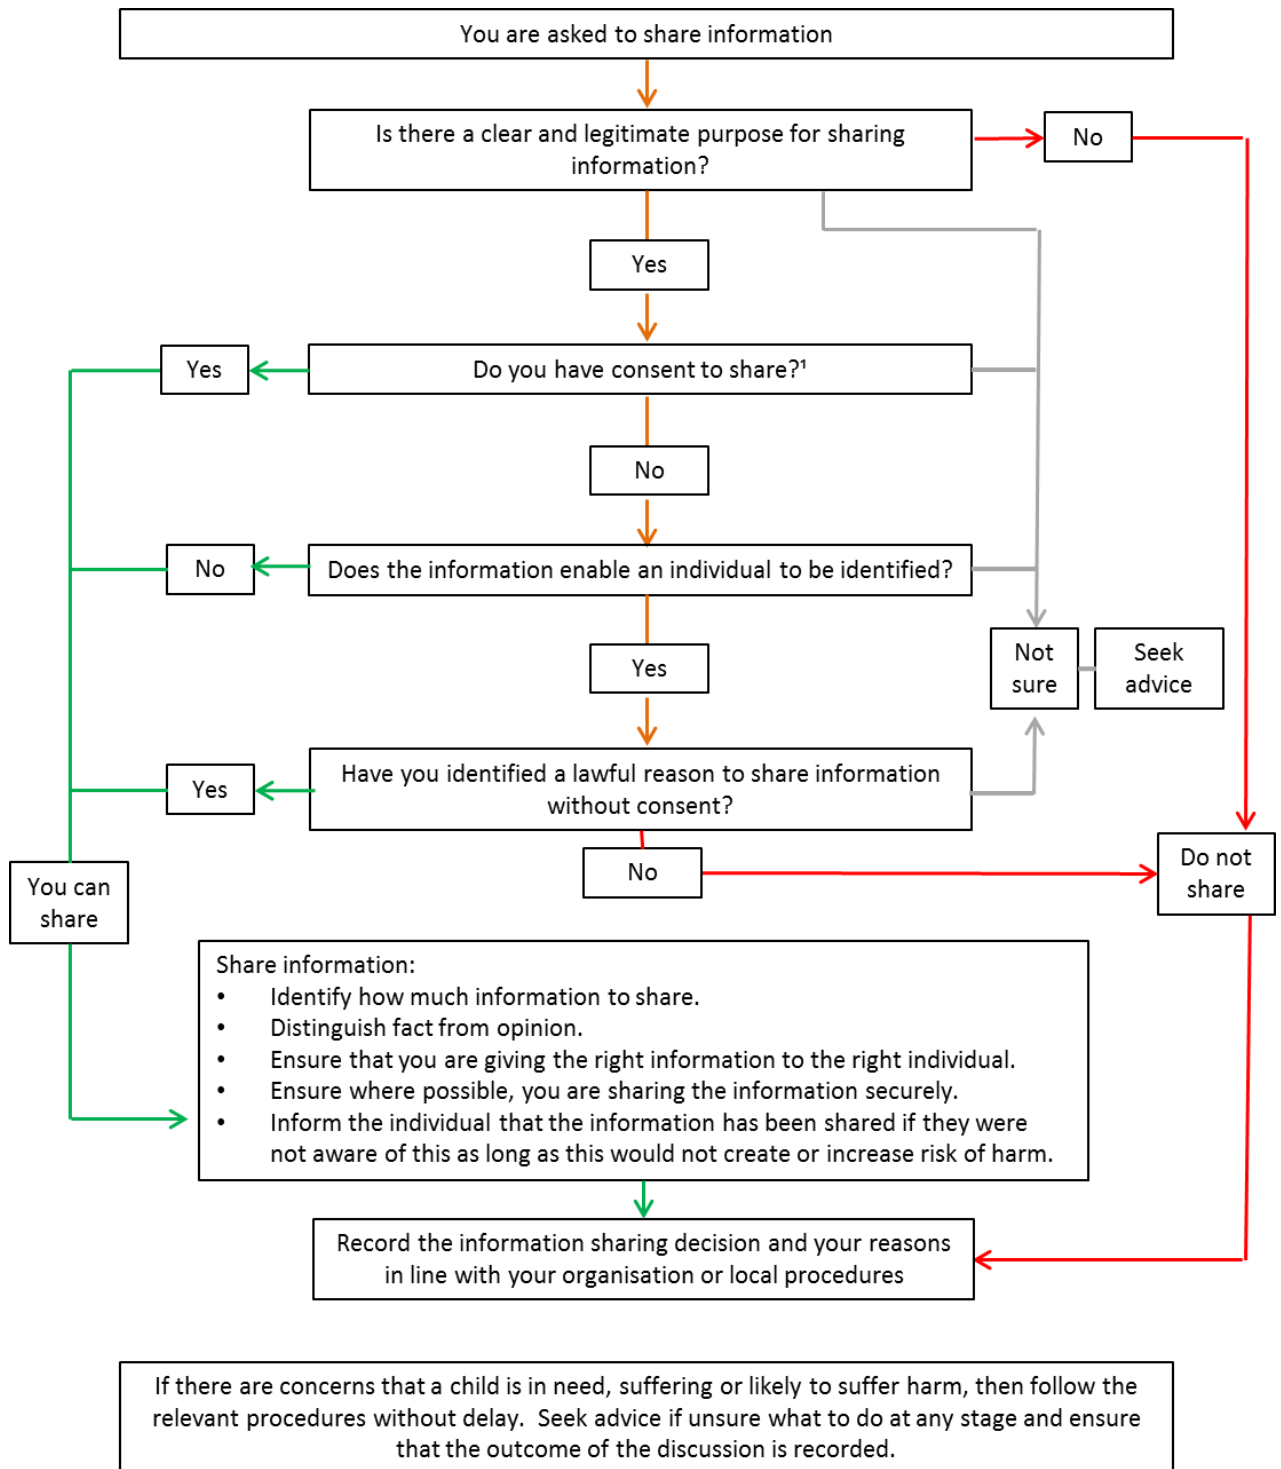 You are asked to share information
Is there a clear and legitimate purpose for sharing
information?
No
Yes
Yes
Do you have consent to share?¹
No
No
Does the information enable an individual to be identified?
Yes
Not
sure
Seek
advice
Yes
Have you identified a lawful reason to share information
without consent?
No
Do not
share
You can
share
Share information:
• Identify how much information to share.
• Distinguish fact from opinion.
• Ensure that you are giving the right information to the right individual.
• Ensure where possible, you are sharing the information securely.
• Inform the individual that the information has been shared if they were
not aware of this as long as this would not create or increase risk of harm.
Record the information sharing decision and your reasons
in line with your organisation or local procedures
If there are concerns that a child is in need, suffering or likely to suffer harm, then follow the
relevant procedures without delay.  Seek advice if unsure what to do at any stage and ensure
that the outcome of the discussion is recorded.